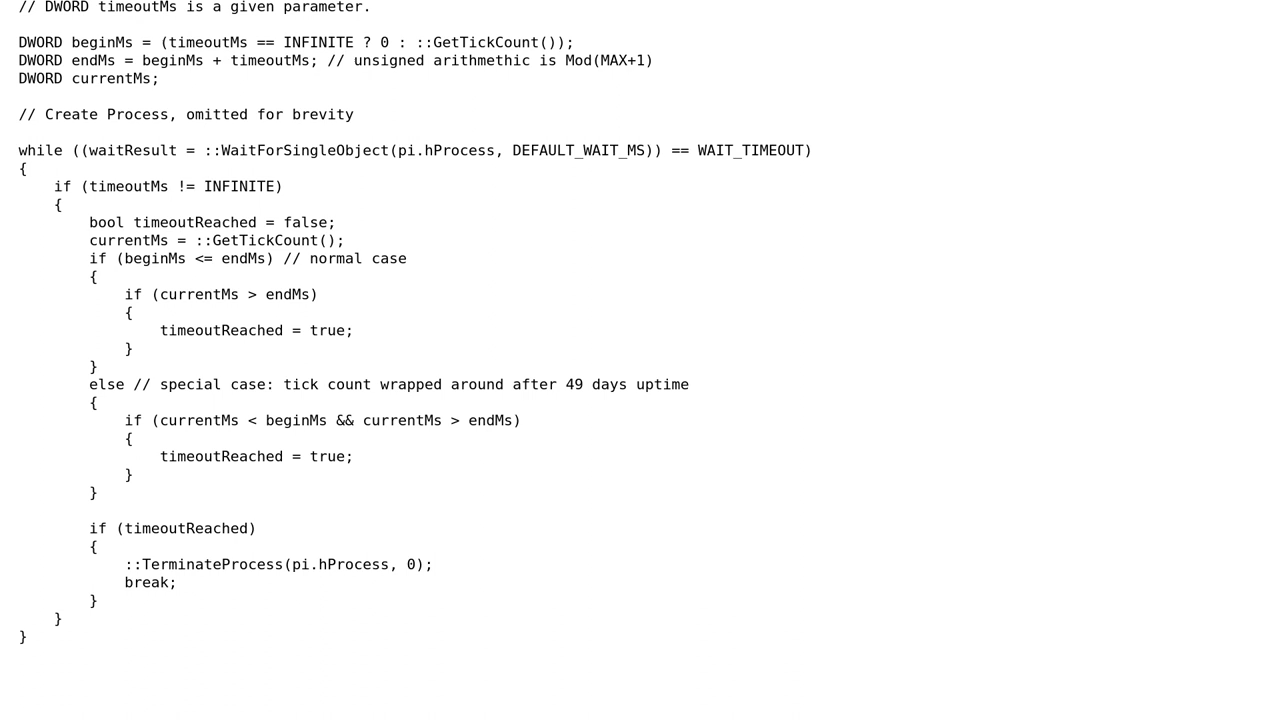 // DWORD timeoutMs is a given parameter.

DWORD beginMs = (timeoutMs == INFINITE ? 0 : ::GetTickCount());
DWORD endMs = beginMs + timeoutMs; // unsigned arithmethic is Mod(MAX+1)
DWORD currentMs;

// Create Process, omitted for brevity

while ((waitResult = ::WaitForSingleObject(pi.hProcess, DEFAULT_WAIT_MS)) == WAIT_TIMEOUT)
{
    if (timeoutMs != INFINITE)
    {
        bool timeoutReached = false;
        currentMs = ::GetTickCount();
        if (beginMs <= endMs) // normal case
        {
            if (currentMs > endMs)
            {
                timeoutReached = true;
            }
        }
        else // special case: tick count wrapped around after 49 days uptime
        {
            if (currentMs < beginMs && currentMs > endMs)
            {
                timeoutReached = true;
            }
        }

        if (timeoutReached)
        {
            ::TerminateProcess(pi.hProcess, 0);
            break;
        }
    }
}